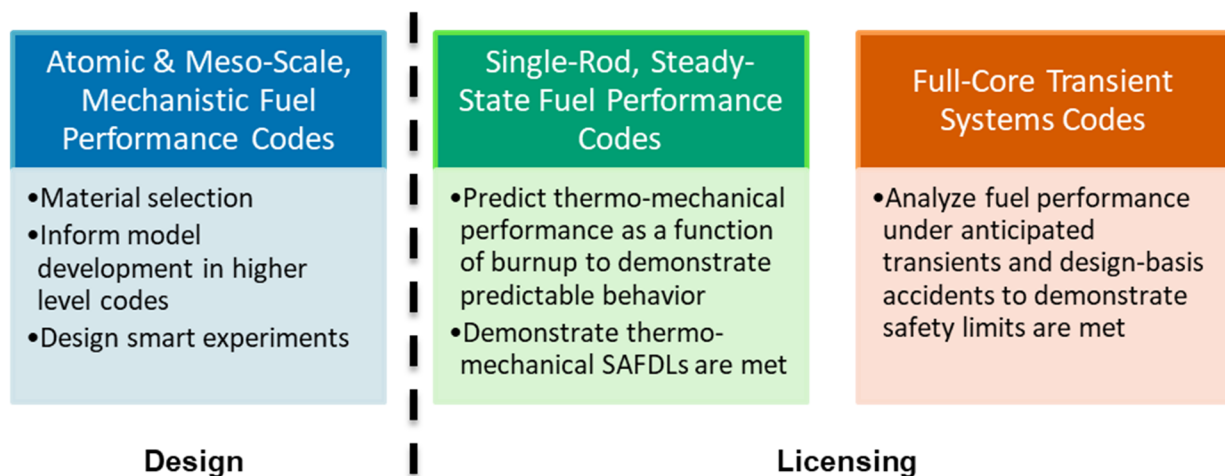 Atomic & Meso-Scale,
Mechanistic Fuel
Performance Codes
•Material selection
•Inform model
development in higher
level codes
•Design smart experiments
Single-Rod, Steady-
State Fuel Performance
Codes
•Predict thermo-mechanical
performance as a function
of burnup to demonstrate
predictable behavior
•Demonstrate thermo-
mechanical SAFDLs are met
Full-Core Transient
Systems Codes
•Analyze fuel performance
under anticipated
transients and design-basis
accidents to demonstrate
safety limits are met
Design
Licensing